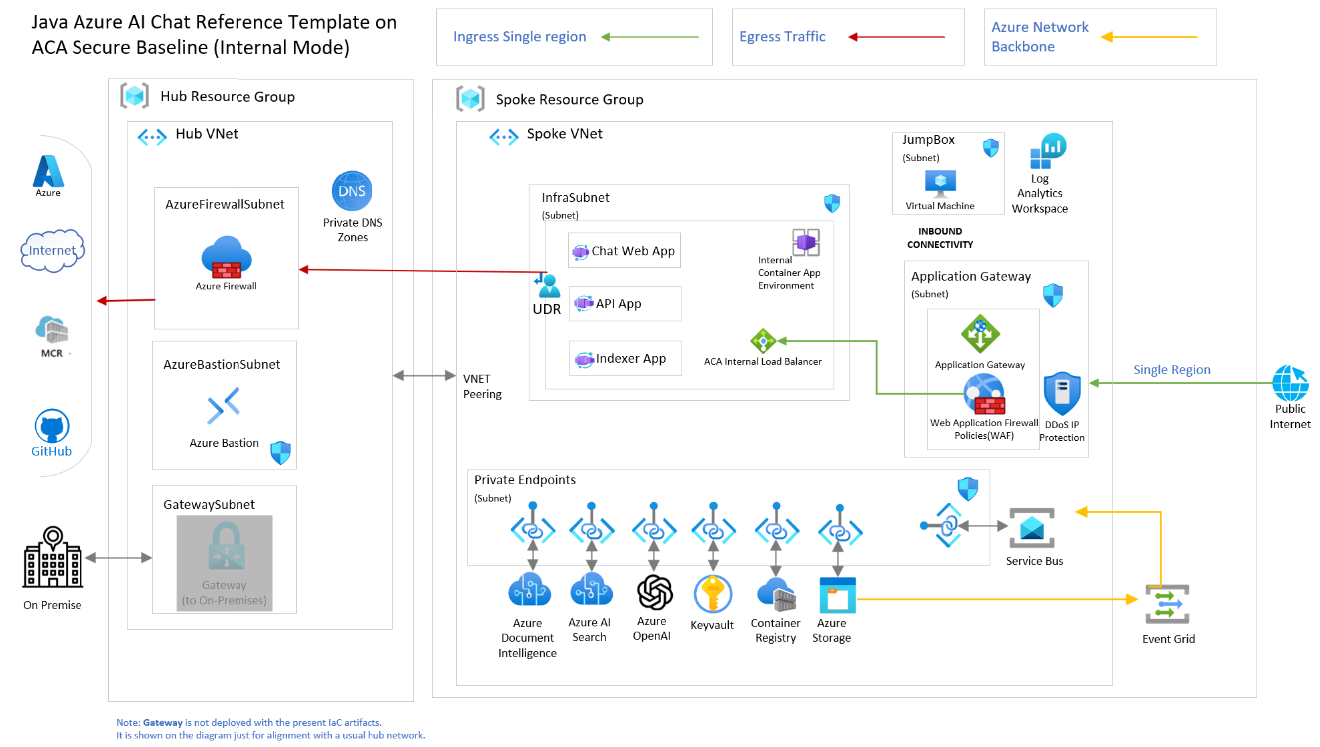 Java Azure AI Chat Reference Template on
ACA Secure Baseline (Internal Mode)
Ingress Single region
Egress Traffic
Azure Network
Backbone
Hub Resource Group
Spoke Resource Group
Hub VNet
Spoke VNet
Azure
Internet
MCR
GitHub
On Premise
AzureFirewallSubnet
Azure Firewall
DNS
Private DNS
Zones
AzureBastionSubnet
Azure Bastion
GatewaySubnet
Gateway
(to On-Premises)
VNET
Peering
InfraSubnet
(Subnet)
Chat Web App
API App
Indexer App
UDR
Internal
Container App
Environment
ACA Internal Load Balancer
JumpBox
(Subnet)
Virtual Machine
Log
Analytics
Workspace
INBOUND
CONNECTIVITY
Application Gateway
(Subnet)
Application Gateway
Web Application Firewall
Policies(WAF)
DDoS IP
Protection
Single Region
Public
Internet
Private Endpoints
(Subnet)
Service Bus
Azure
Document
Intelligence
Azure AI
Search
Azure
OpenAI
Keyvault
Container
Registry
Azure
Storage
Event Grid
Note: Gateway is not deployed with the present IaC artifacts.
It is shown on the diagram just for alignment with a usual hub network.